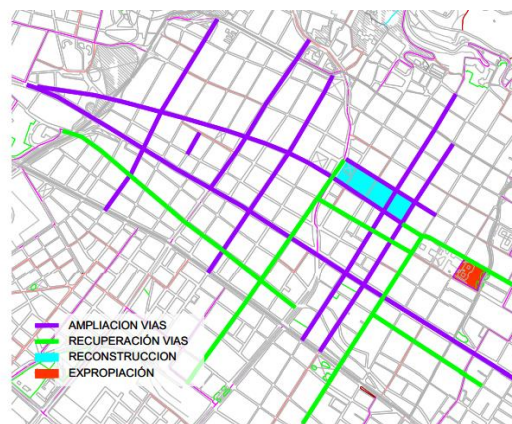 AMPLIACION VIAS
RECUPERACIÓN VIAS
RECONSTRUCCION
EXPROPIACIÓN